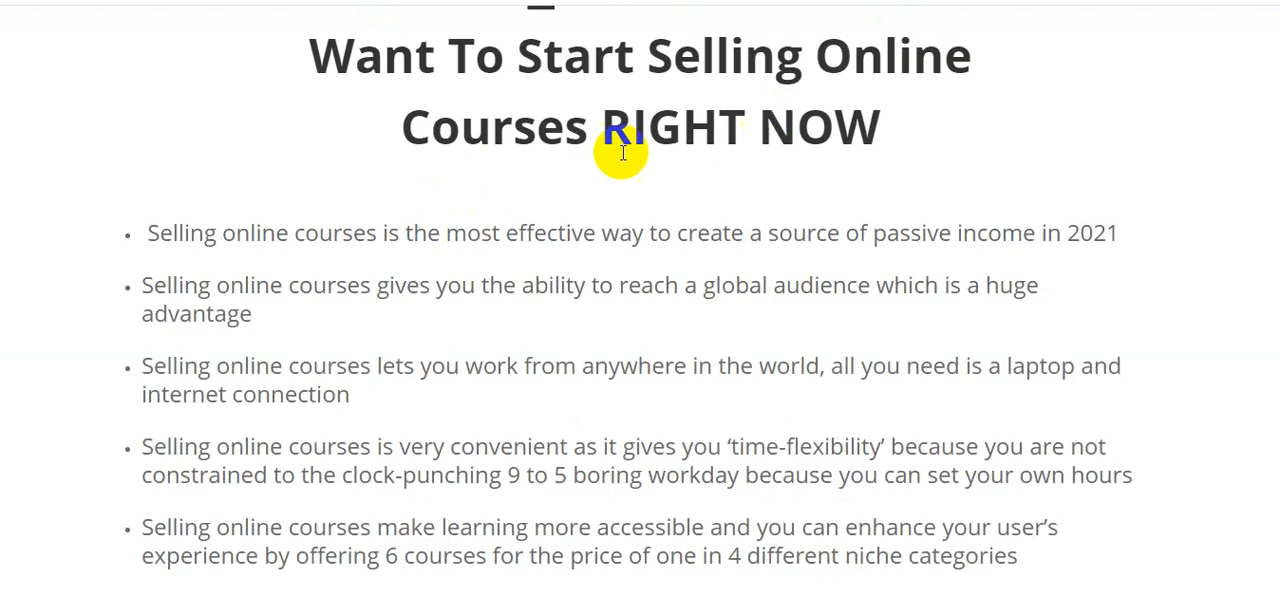 Want To Start Selling Online
Courses RIGHT NOW
• Selling online courses is the most effective way to create a source of passive income in 2021
• Selling online courses gives you the ability to reach a global audience which is a huge
advantage
• Selling online courses lets you work from anywhere in the world, all you need is a laptop and
internet connection
• Selling online courses is very convenient as it gives you ‘time-flexibility’ because you are not
constrained to the clock-punching 9 to 5 boring workday because you can set your own hours
• Selling online courses make learning more accessible and you can enhance your user’s
experience by offering 6 courses for the price of one in 4 different niche categories